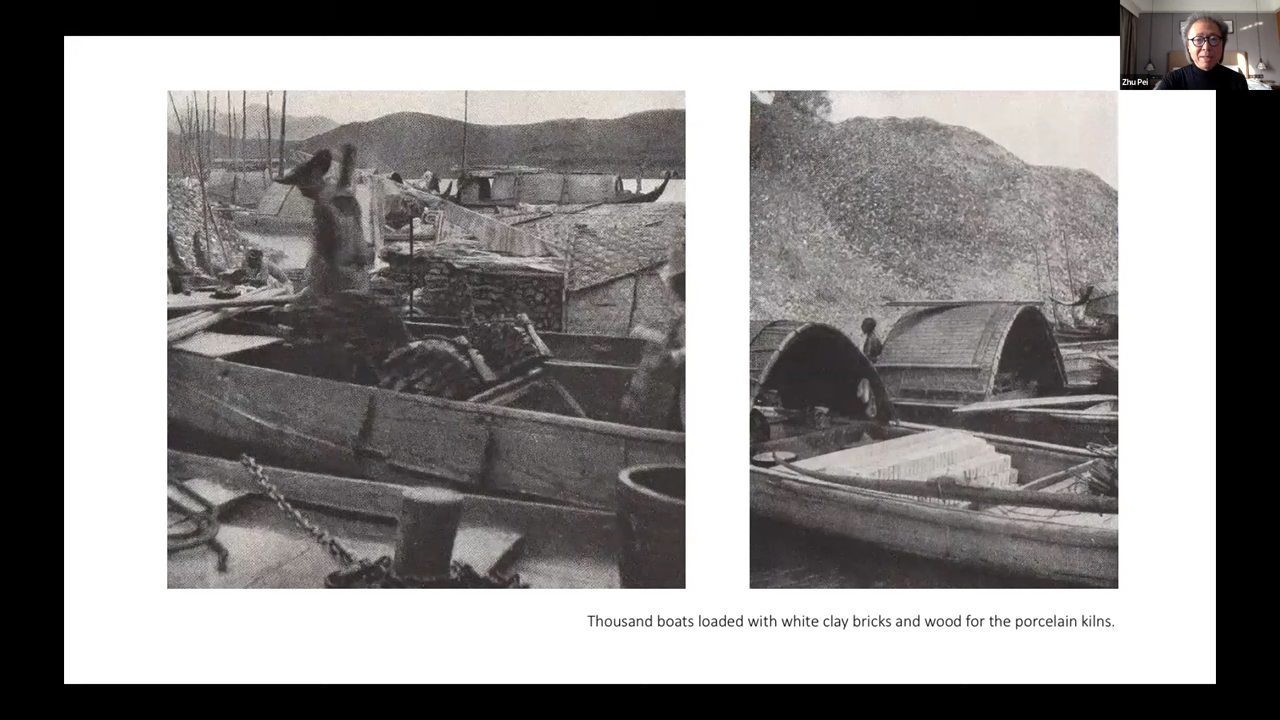 Zhu Pei
Thousand boats loaded with white clay bricks and wood for the porcelain kilns.